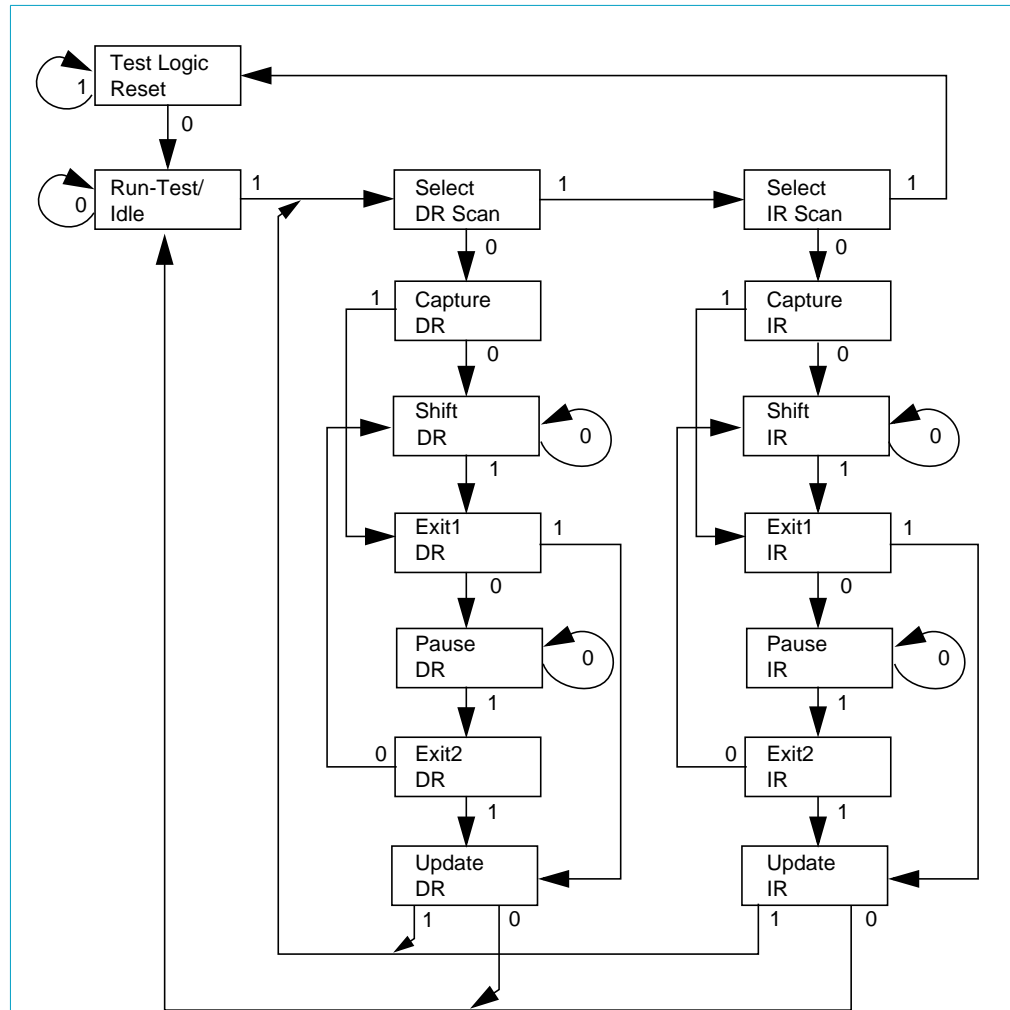 Test Logic
Reset
1
0
Run-Test/
Idle
0
1
Select
DR Scan
1
Select
IR Scan
1
0
0
Capture
DR
1
0
Capture
IR
1
0
Shift
DR
0
1
Shift
IR
0
1
Exit1
DR
1
0
Exit1
IR
1
0
Pause
DR
0
1
Pause
IR
0
1
Exit2
DR
0
1
Exit2
IR
0
1
Update
DR
1
0
Update
IR
1
0